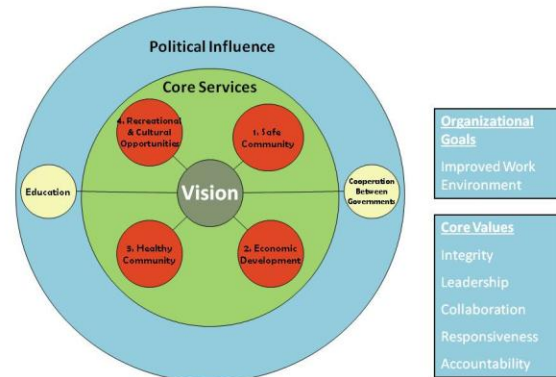 Political Influence
Core Services
4. Recreational
& Cultural
Opportunities
1. Safe
Community
Education
Vision
Cooperation
Between
Governments
3. Healthy
Community
2. Economic
Development
Organizational
Goals
Improved Work
Environment
Core Values
Integrity
Leadership
Collaboration
Responsiveness
Accountability